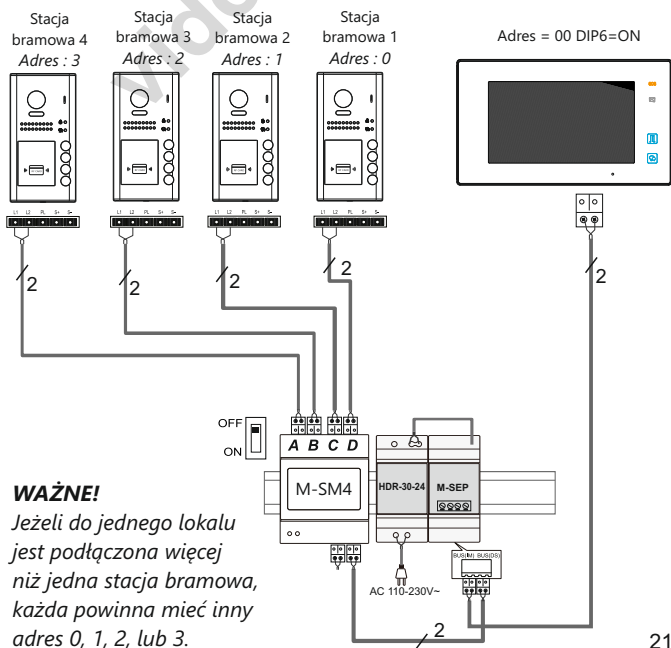 Stacja
bramowa 4
Adres : 3
Stacja
bramowa 3
Adres : 2
Stacja
bramowa 2
Adres : 1
Stacja
bramowa 1
Adres : 0
Adres = 00 DIP6=ON
L1 L2 PL S+ S-
L1 L2 PL S+ S-
L1 L2 PL S+ S-
L1 L2 PL S+ S-
2
2
2
2
2
OFF
ON
A B C D
M-SM4
HDR-30-24
M-SEP
BUS(IM) BUS(DS)
AC 110-230V~
2
WAŻNE!
Jeżeli do jednego lokalu
jest podłączona więcej
niż jedna stacja bramowa,
każda powinna mieć inny
adres 0, 1, 2, lub 3.
21